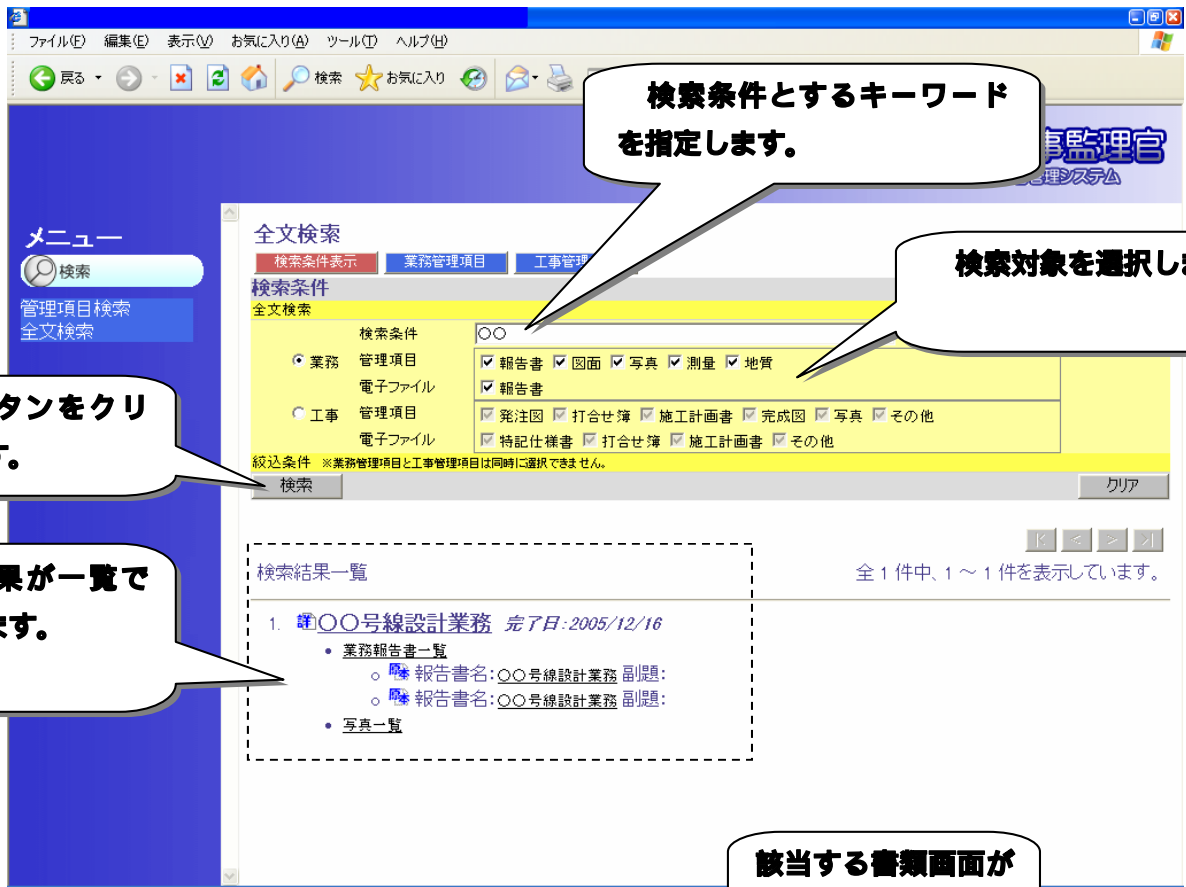 ファイル(F) 編集(E) 表示(V) お気に入り(A) ツール(T) ヘルプ(H)
戻る 検索 お気に入り
検索条件とするキーワード
を指定します。
事監理官
管理システム
メニュー
検索
管理項目検索
全文検索
全文検索
検索条件表示 業務管理項目 工事管理
検索対象を選択しま
検索条件
全文検索
検索条件 〇〇
業務 管理項目 報告書 図面 写真 測量 地質
電子ファイル 報告書
工事 管理項目 発注図 打合せ簿 施工計画書 完成図 写真 その他
電子ファイル 特記仕様書 打合せ簿 施工計画書 その他
絞込条件 ※業務管理項目と工事管理項目は同時に選択できません。
検索 クリア
タンをクリ
す。
果が一覧で
ます。
K < > >|
検索結果一覧 全 1 件中、1 ～ 1 件を表示しています。
1. 詳 〇〇号線設計業務 完了日:2005/12/16
• 業務報告書一覧
○ 報告書名:〇〇号線設計業務 副題:
○ 報告書名:〇〇号線設計業務 副題:
• 写真一覧
該当する書類画面が